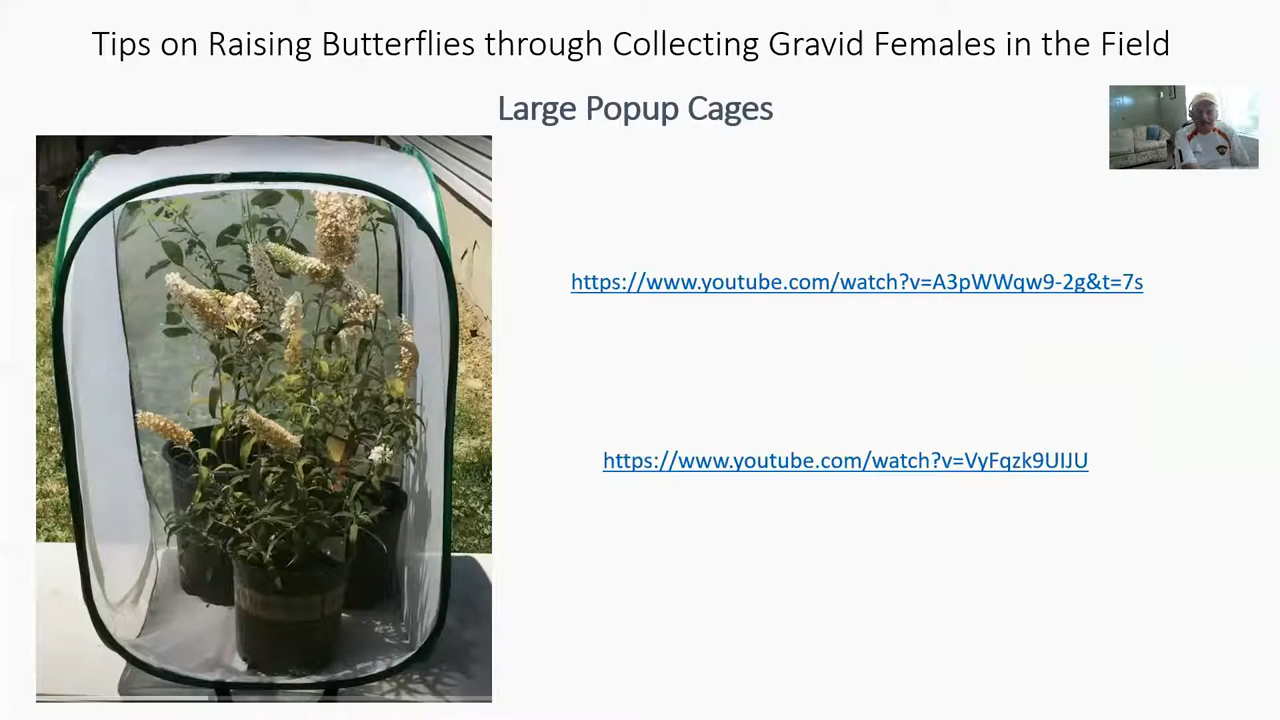 Tips on Raising Butterflies through Collecting Gravid Females in the Field
Large Popup Cages
https://www.youtube.com/watch?v=A3pWWqw9-2g&t=7s
https://www.youtube.com/watch?v=VyFqzk9UIJU